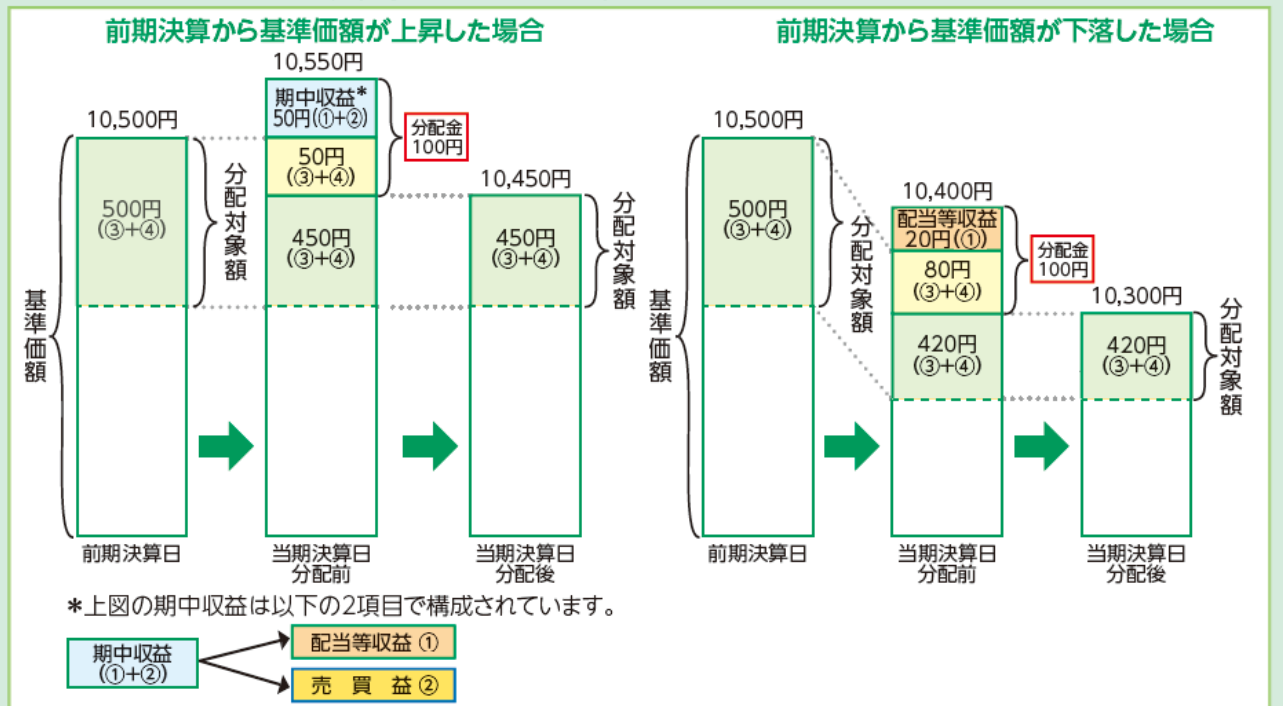 前期決算から基準価額が上昇した場合
10,500円
10,550円
期中収益*
50円(①+②)
分配金
100円
50円
(③+④)
500円
(③+④)
分配対象額
450円
(③+④)
10,450円
450円
(③+④)
分配対象額
基準価額
前期決算日
当期決算日
分配前
当期決算日
分配後
前期決算から基準価額が下落した場合
10,500円
500円
(③+④)
分配対象額
10,400円
配当等収益
20円(①)
分配金
100円
80円
(③+④)
420円
(③+④)
10,300円
420円
(③+④)
分配対象額
基準価額
前期決算日
当期決算日
分配前
当期決算日
分配後
*上図の期中収益は以下の2項目で構成されています。
期中収益
(①+②)
配当等収益 ①
売 買 益 ②